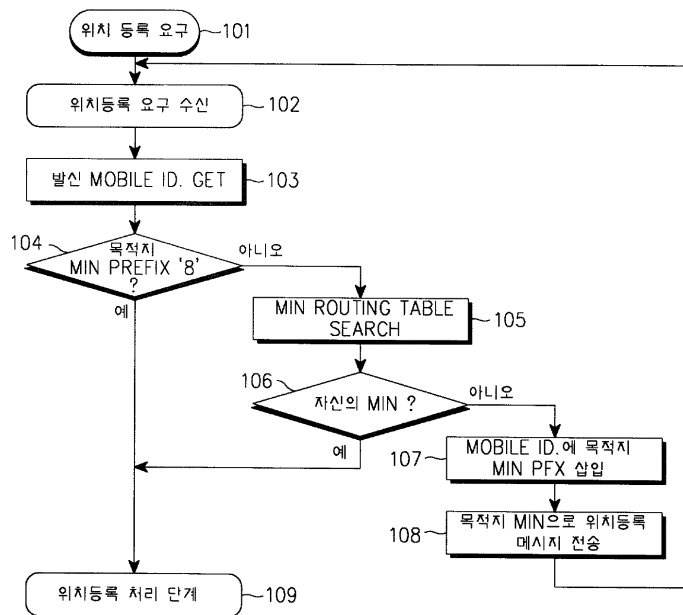 위치 등록 요구
101
위치등록 요구 수신
102
발신 MOBILE ID. GET
103
104
목적지
MIN PREFIX '8'
?
아니오
예
MIN ROUTING TABLE
SEARCH
105
106
자신의 MIN ?
아니오
예
107
MOBILE ID.에 목적지
MIN PFX 삽입
108
목적지 MIN으로 위치등록
메시지 전송
위치등록 처리 단계
109